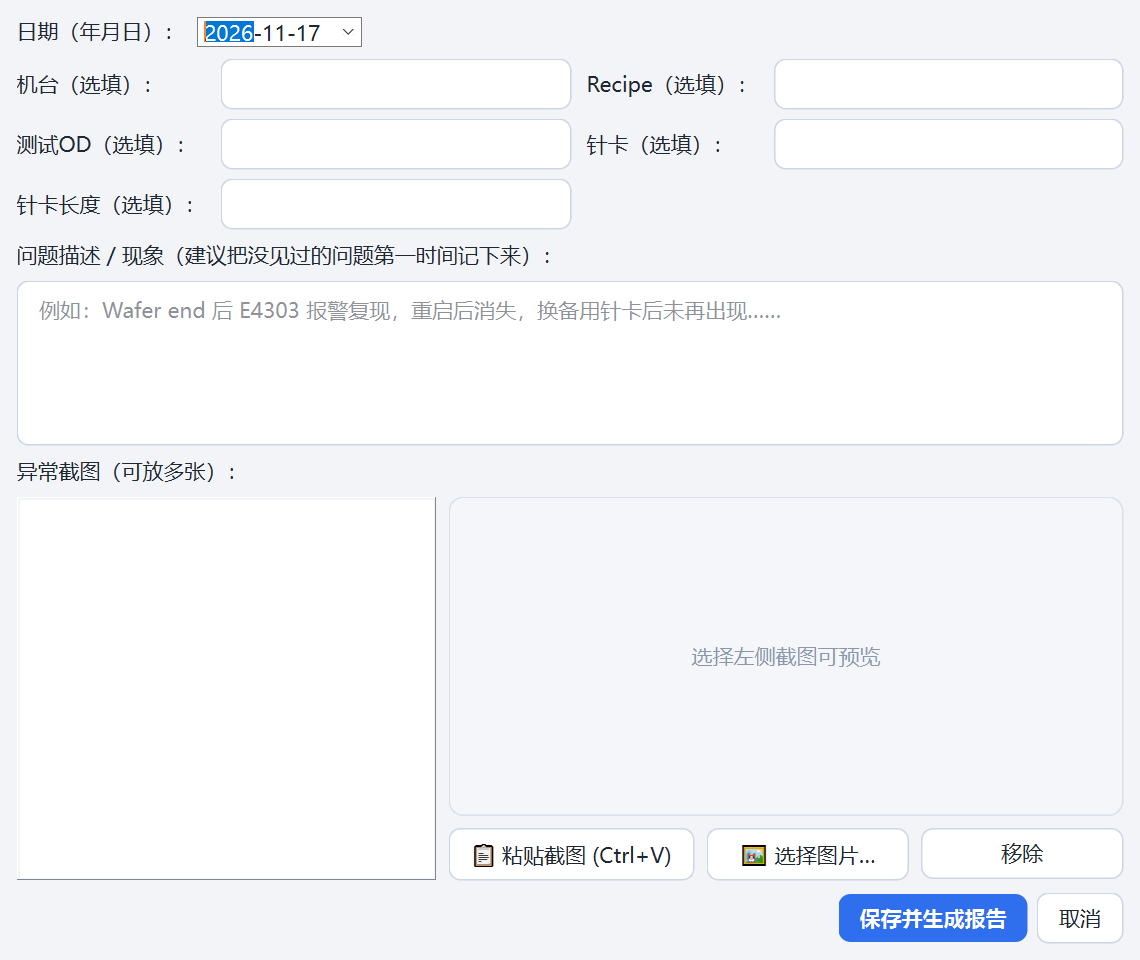 日期（年月日）： 2026-11-17
机台（选填）： Recipe（选填）：
测试OD（选填）： 针卡（选填）：
针卡长度（选填）：
问题描述 / 现象（建议把没见过的问题第一时间记下来）：
例如：Wafer end 后 E4303 报警复现，重启后消失，换备用针卡后未再出现......
异常截图（可放多张）：
选择左侧截图可预览
粘贴截图 (Ctrl+V) 选择图片... 移除
保存并生成报告 取消